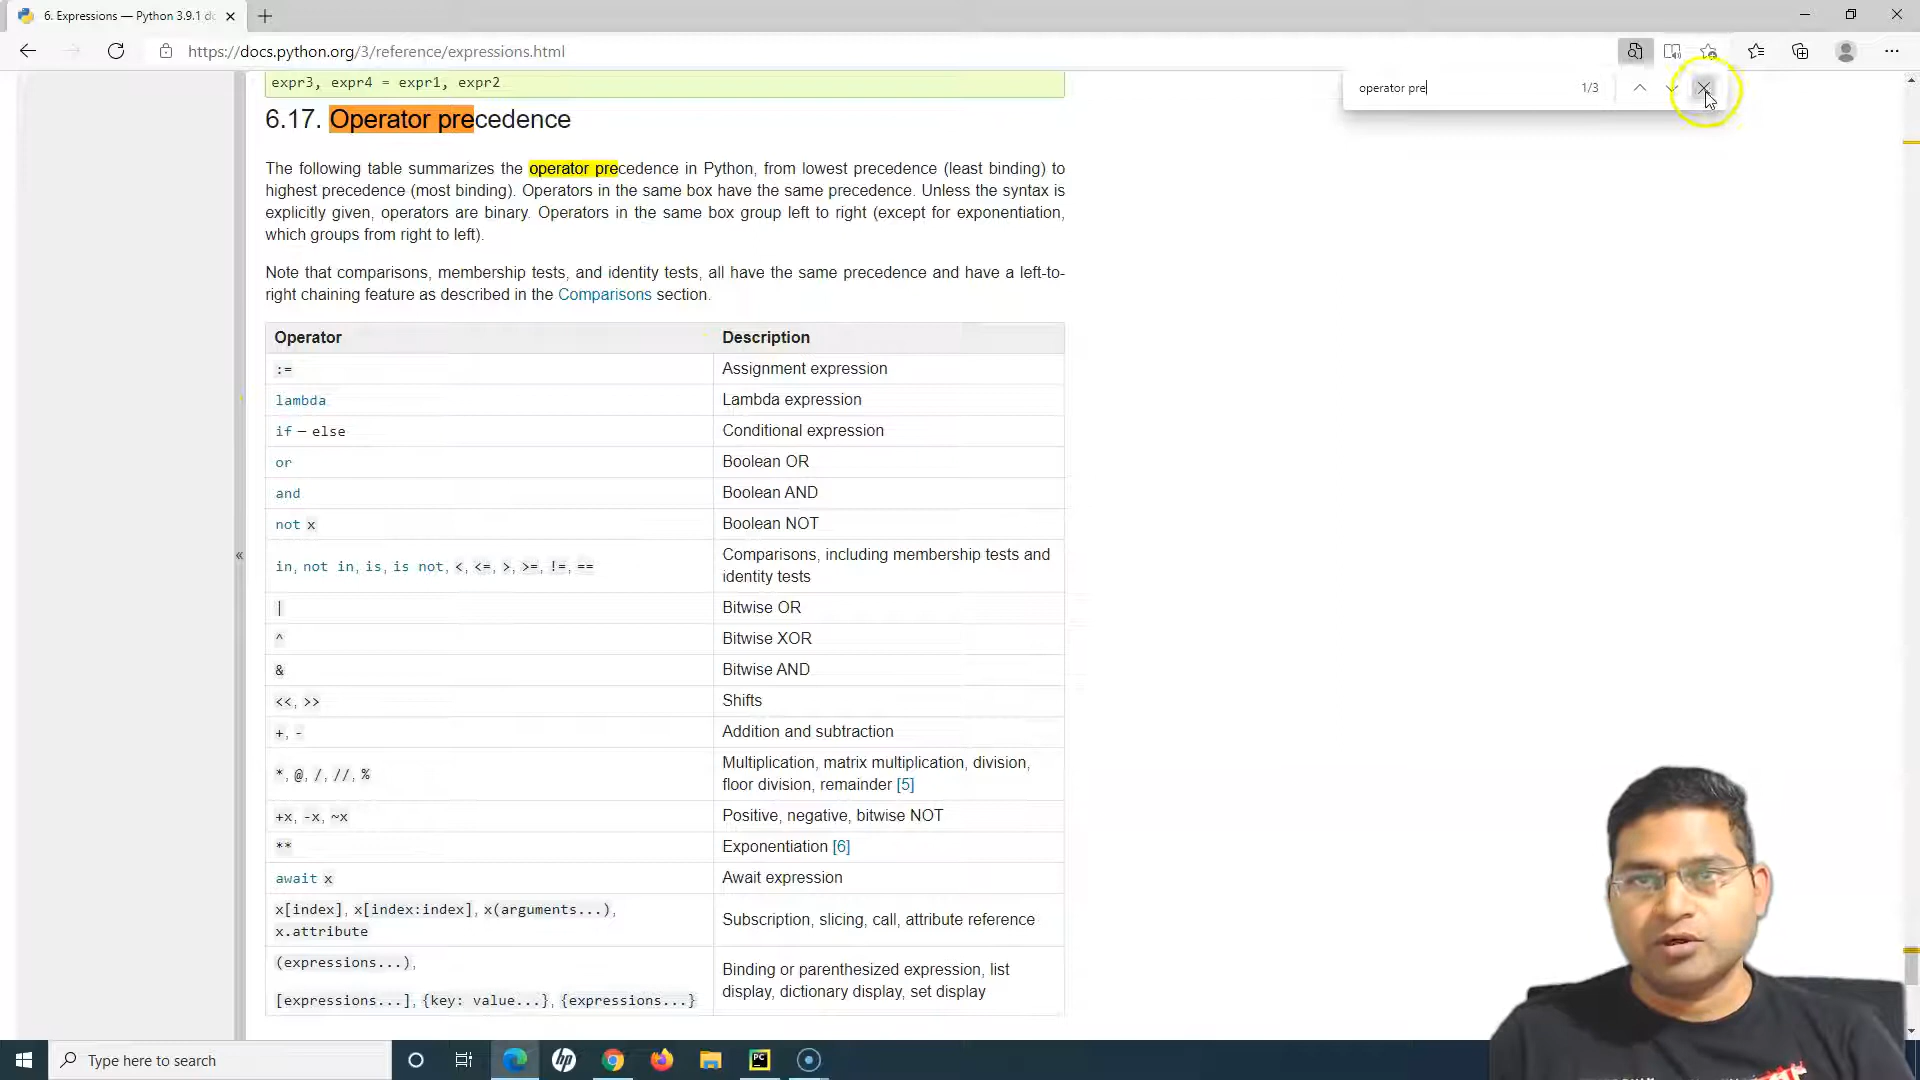 6. Expressions — Python 3.9.1 do
https://docs.python.org/3/reference/expressions.html
operator pre
1/3
expr3, expr4 = expr1, expr2
6.17. Operator precedence
The following table summarizes the operator precedence in Python, from lowest precedence (least binding) to
highest precedence (most binding). Operators in the same box have the same precedence. Unless the syntax is
explicitly given, operators are binary. Operators in the same box group left to right (except for exponentiation,
which groups from right to left).
Note that comparisons, membership tests, and identity tests, all have the same precedence and have a left-to-
right chaining feature as described in the Comparisons section.
Operator
Description
:=
Assignment expression
lambda
Lambda expression
if – else
Conditional expression
or
Boolean OR
and
Boolean AND
not x
Boolean NOT
in, not in, is, is not, <, <=, >, >=, !=, ==
Comparisons, including membership tests and
identity tests
|
Bitwise OR
^
Bitwise XOR
&
Bitwise AND
<<, >>
Shifts
+, -
Addition and subtraction
*, @, /, //, %
Multiplication, matrix multiplication, division,
floor division, remainder [5]
+x, -x, ~x
Positive, negative, bitwise NOT
**
Exponentiation [6]
await x
Await expression
x[index], x[index:index], x(arguments...),
x.attribute
Subscription, slicing, call, attribute reference
(expressions...),
[expressions...], {key: value...}, {expressions...}
Binding or parenthesized expression, list
display, dictionary display, set display
«
Type here to search
hp
PC